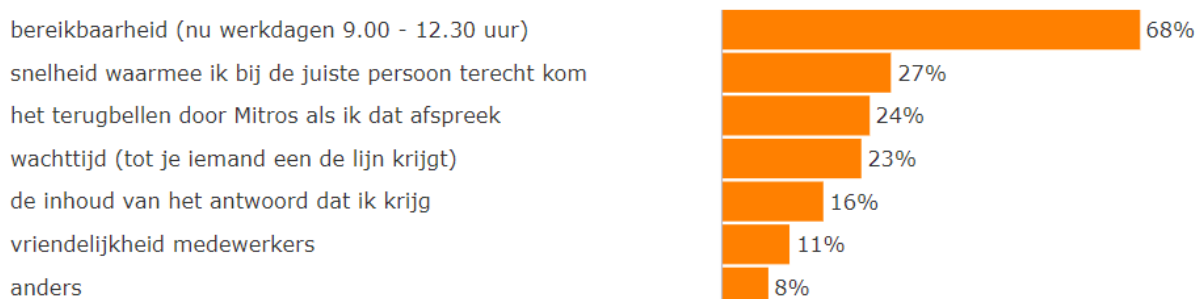 bereikbaarheid (nu werkdagen 9.00 - 12.30 uur) 68%
snelheid waarmee ik bij de juiste persoon terecht kom 27%
het terugbellen door Mitros als ik dat afspreek 24%
wachttijd (tot je iemand een de lijn krijgt) 23%
de inhoud van het antwoord dat ik krijg 16%
vriendelijkheid medewerkers 11%
anders 8%